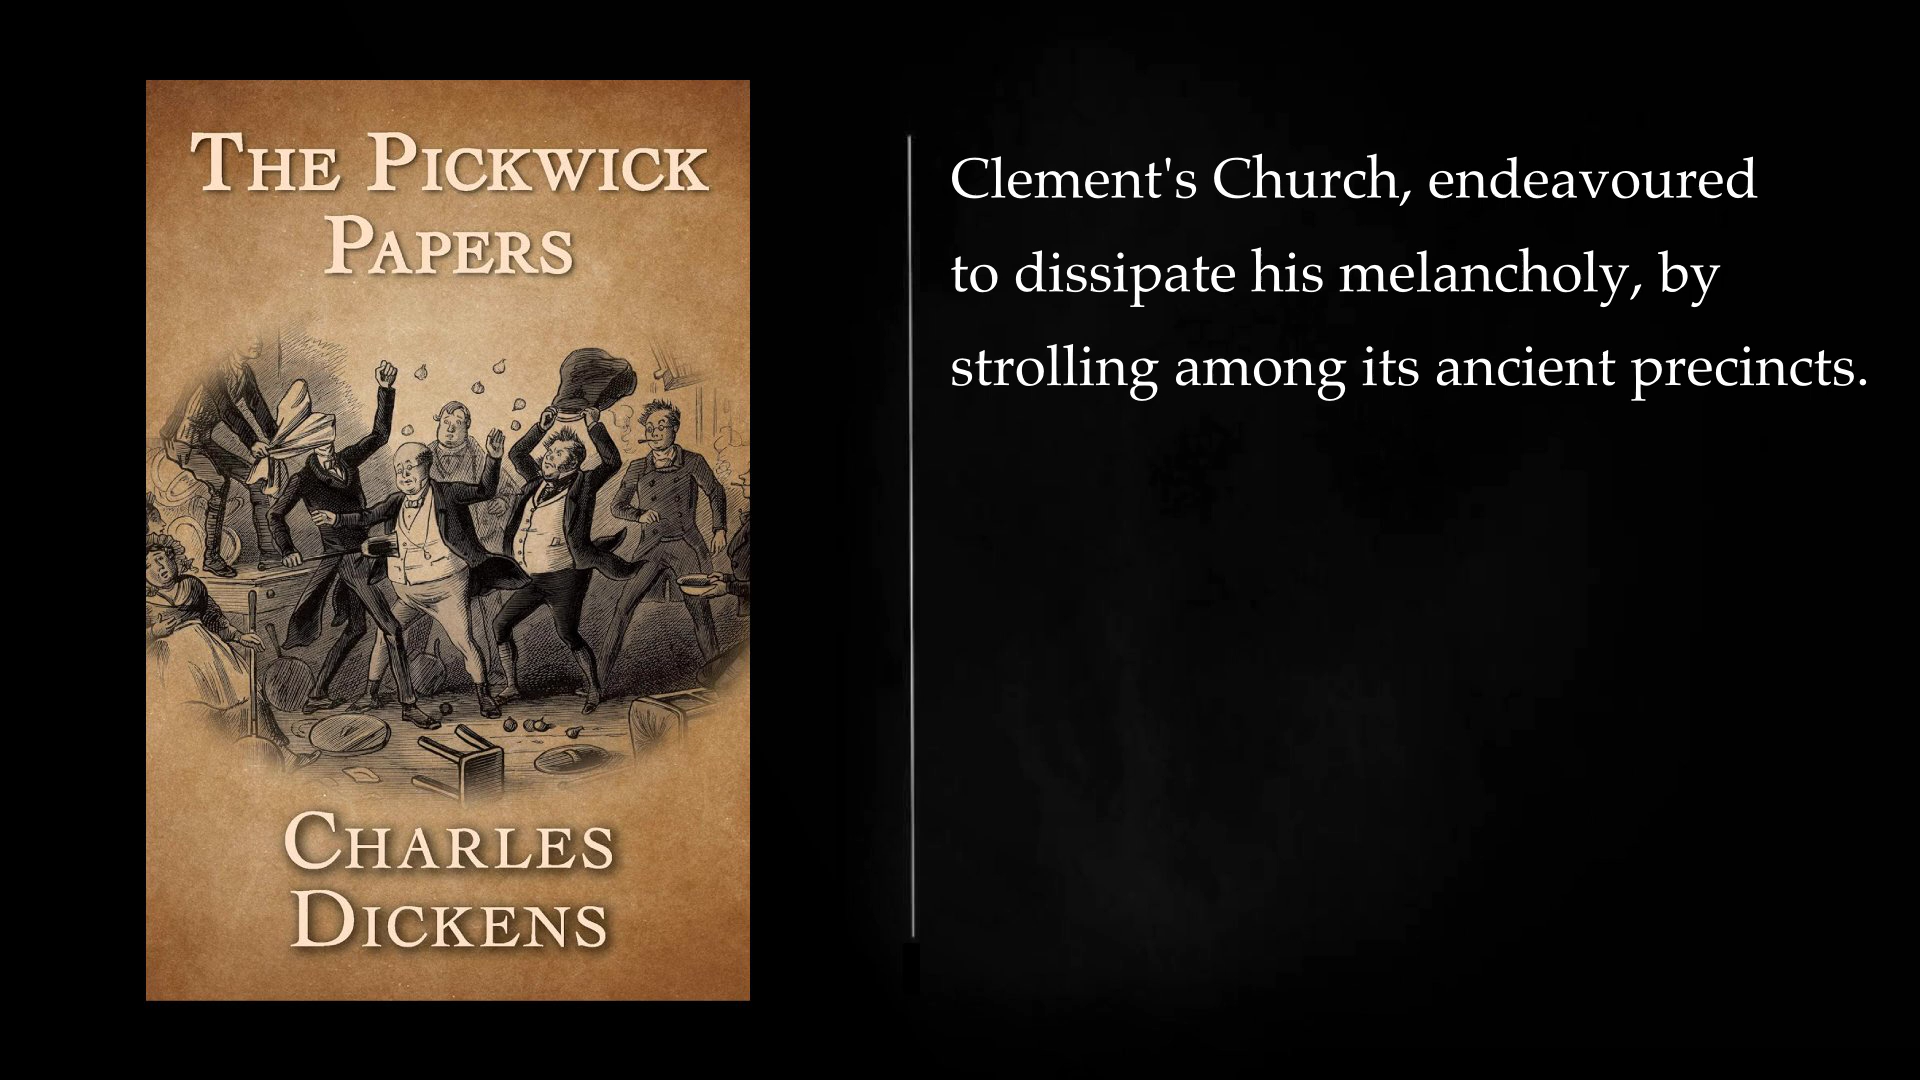 The Pickwick
Papers
Charles
Dickens
Clement's Church, endeavoured
to dissipate his melancholy, by
strolling among its ancient precincts.